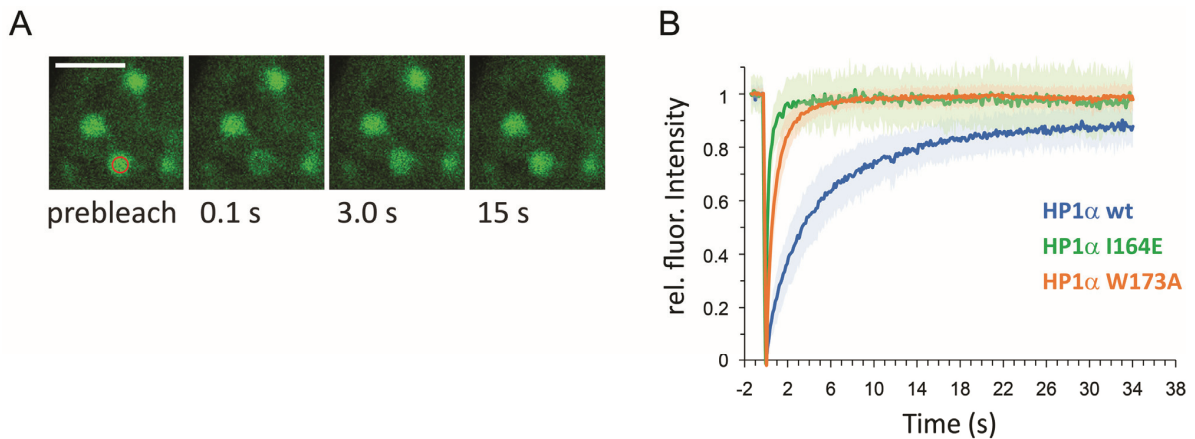 A
prebleach 0.1 s 3.0 s 15 s
B
rel. fluor. Intensity
1
0.8
0.6
0.4
0.2
0
-2 2 6 10 14 18 22 26 30 34 38
Time (s)
HP1α wt
HP1α I164E
HP1α W173A